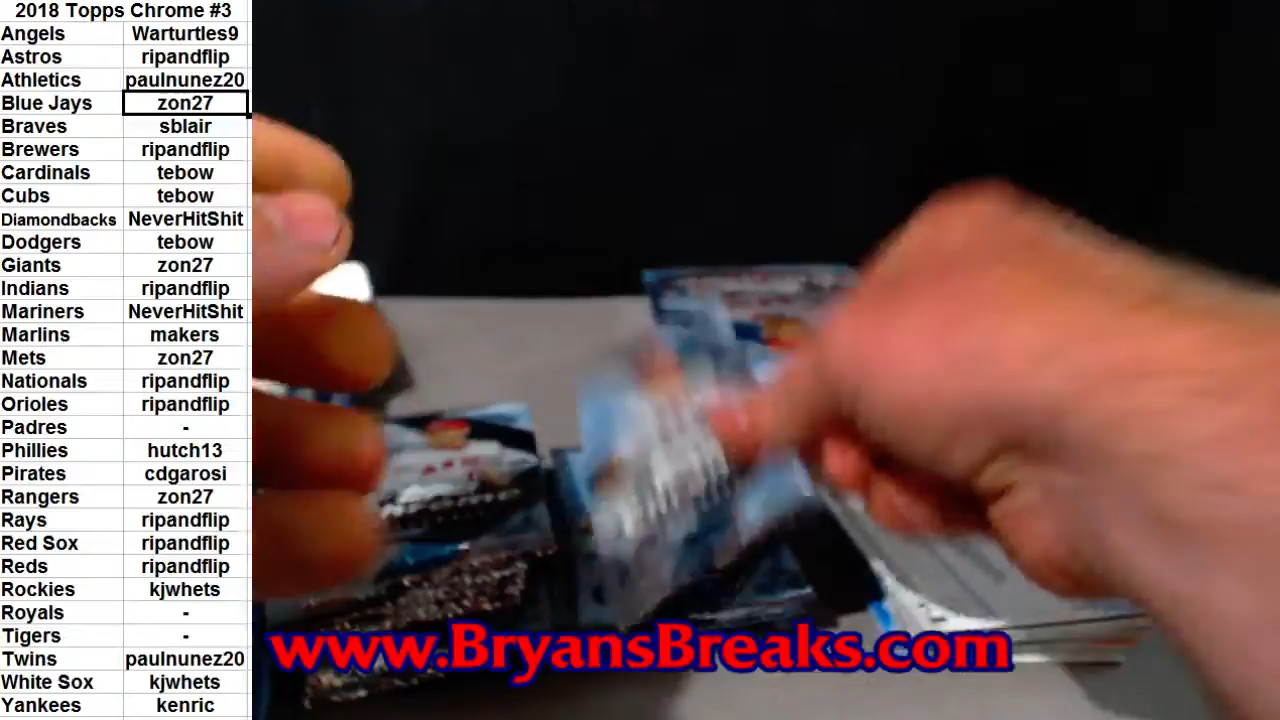 2018 Topps Chrome #3
Angels Warturtles9
Astros ripandflip
Athletics paulnunez20
Blue Jays zon27
Braves sblair
Brewers ripandflip
Cardinals tebow
Cubs tebow
Diamondbacks NeverHitShit
Dodgers tebow
Giants zon27
Indians ripandflip
Mariners NeverHitShit
Marlins makers
Mets zon27
Nationals ripandflip
Orioles ripandflip
Padres -
Phillies hutch13
Pirates cdgarosi
Rangers zon27
Rays ripandflip
Red Sox ripandflip
Reds ripandflip
Rockies kjwhets
Royals -
Tigers -
Twins paulnunez20
White Sox kjwhets
Yankees kenric
www.BryansBreaks.com